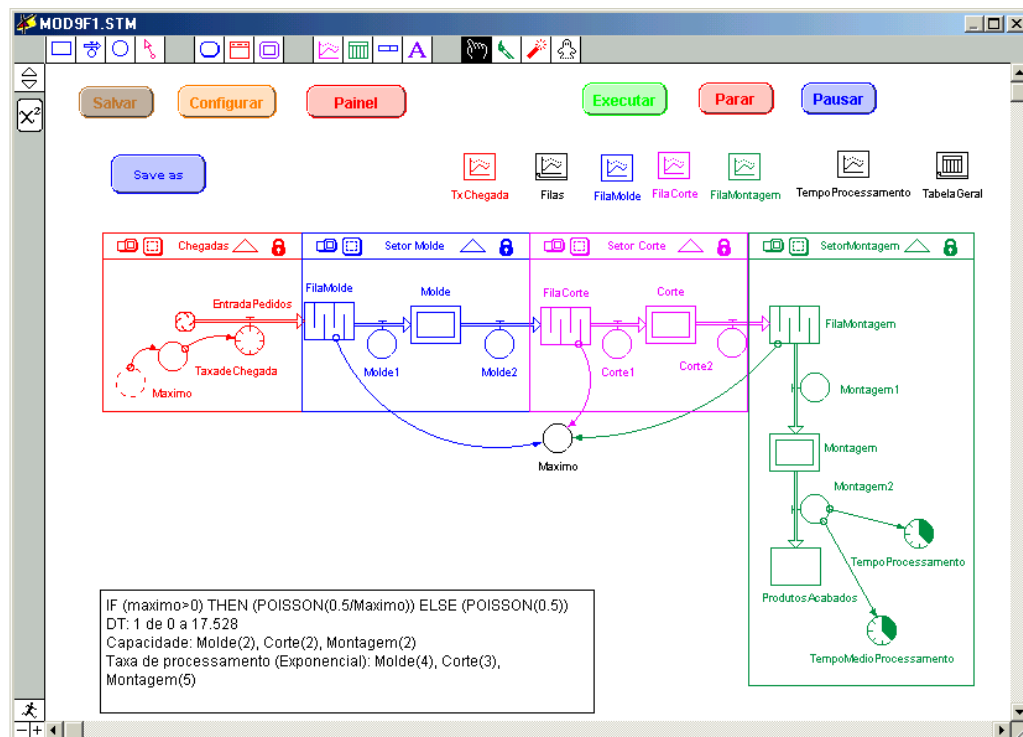 MOD9F1.STM
A
X²
Salvar
Configurar
Painel
Executar
Parar
Pausar
Save as
TxChegada
Filas
FilaMolde
FilaCorte
FilaMontagem
TempoProcessamento
TabelaGeral
Chegadas
Setor Molde
Setor Corte
SetorMontagem
EntradaPedidos
TaxadeChegada
Maximo
FilaMolde
Molde
Molde1
Molde2
FilaCorte
Corte
Corte1
Corte2
Maximo
FilaMontagem
Montagem1
Montagem
Montagem2
TempoProcessamento
ProdutosAcabados
TempoMedioProcessamento
IF (maximo>0) THEN (POISSON(0.5/Maximo)) ELSE (POISSON(0.5))
DT: 1 de 0 a 17.528
Capacidade: Molde(2), Corte(2), Montagem(2)
Taxa de processamento (Exponencial): Molde(4), Corte(3),
Montagem(5)